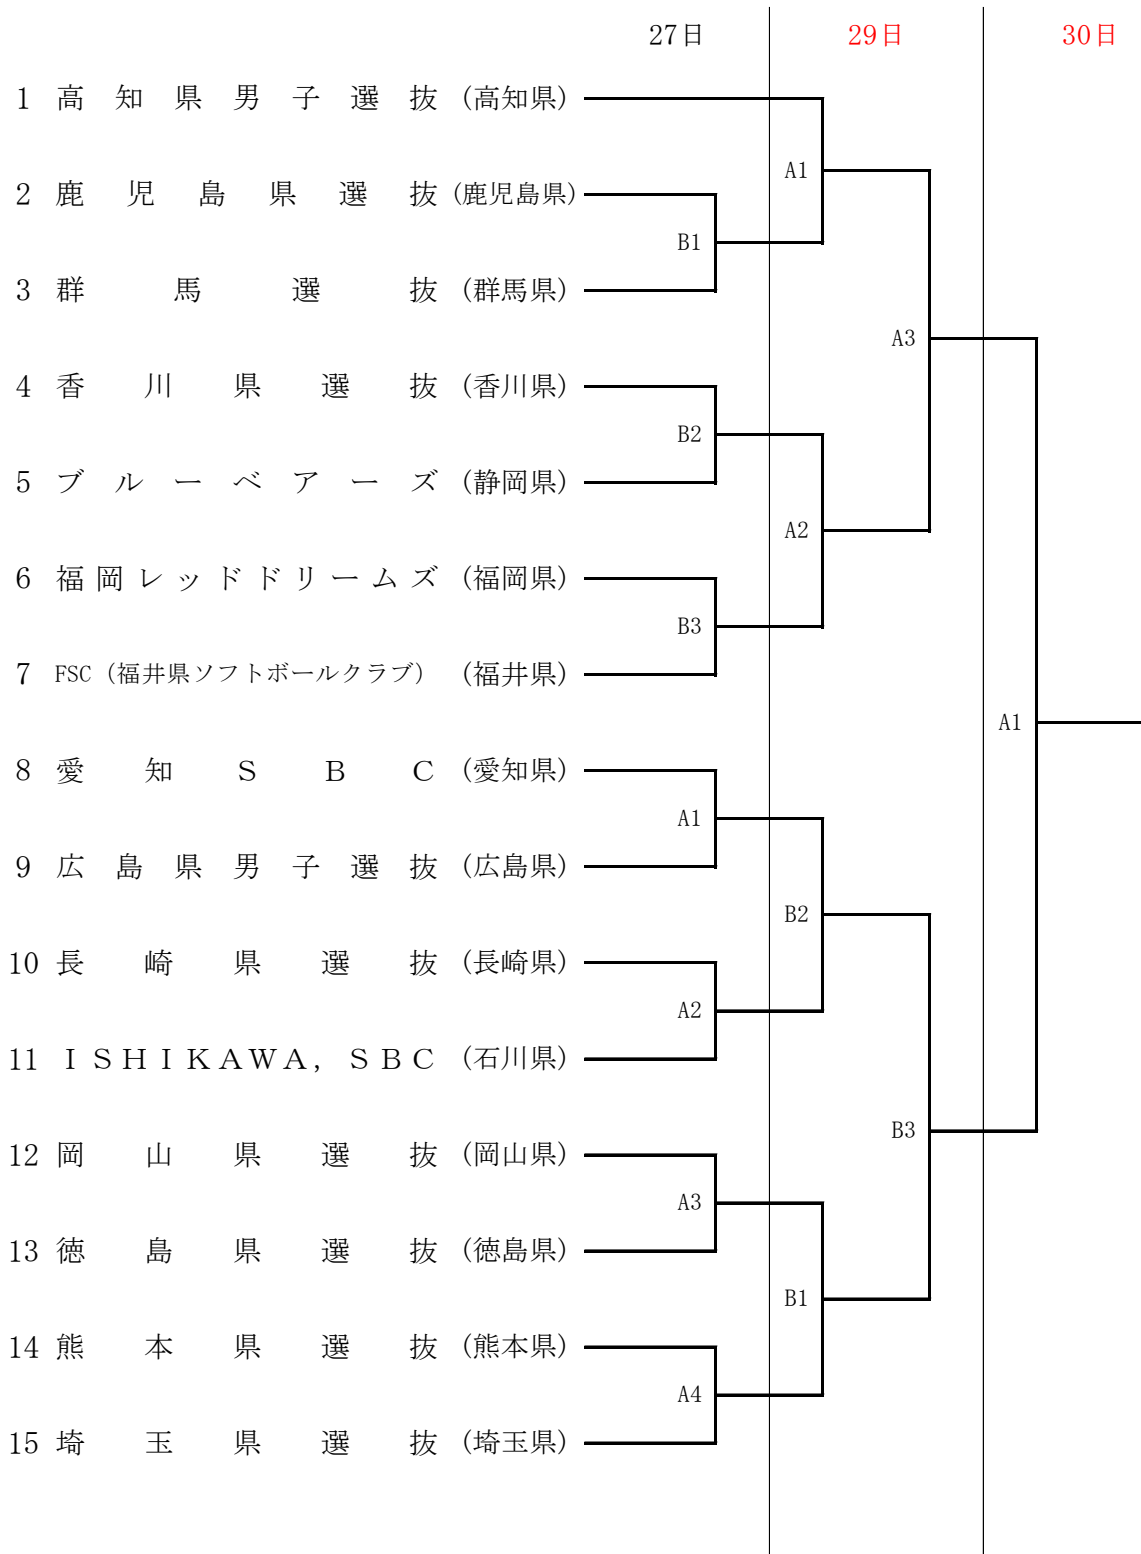 27日 29日 30日
1 高知県男子選抜 (高知県)
A1
2 鹿児島県選抜 (鹿児島県)
B1
3 群馬選抜 (群馬県)
A3
4 香川県選抜 (香川県)
B2
5 ブルーベアーズ (静岡県)
A2
6 福岡レッドドリームズ (福岡県)
B3
7 FSC (福井県ソフトボールクラブ) (福井県)
A1
8 愛知ＳＢＣ (愛知県)
A1
9 広島県男子選抜 (広島県)
B2
10 長崎県選抜 (長崎県)
A2
11 ＩＳＨＩＫＡＷＡ，ＳＢＣ (石川県)
B3
12 岡山県選抜 (岡山県)
A3
13 徳島県選抜 (徳島県)
B1
14 熊本県選抜 (熊本県)
A4
15 埼玉県選抜 (埼玉県)